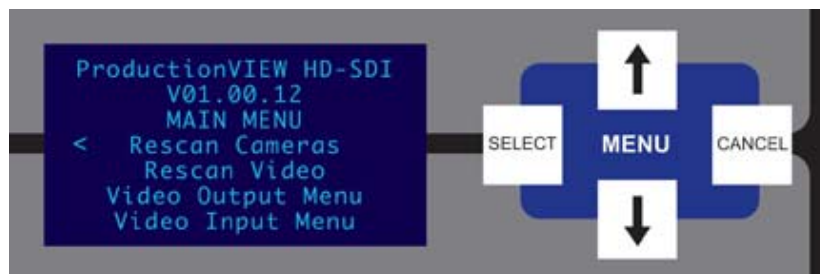 ProductionVIEW HD-SDI
V01.00.12
MAIN MENU
< Rescan Cameras
Rescan Video
Video Output Menu
Video Input Menu
SELECT
MENU
CANCEL